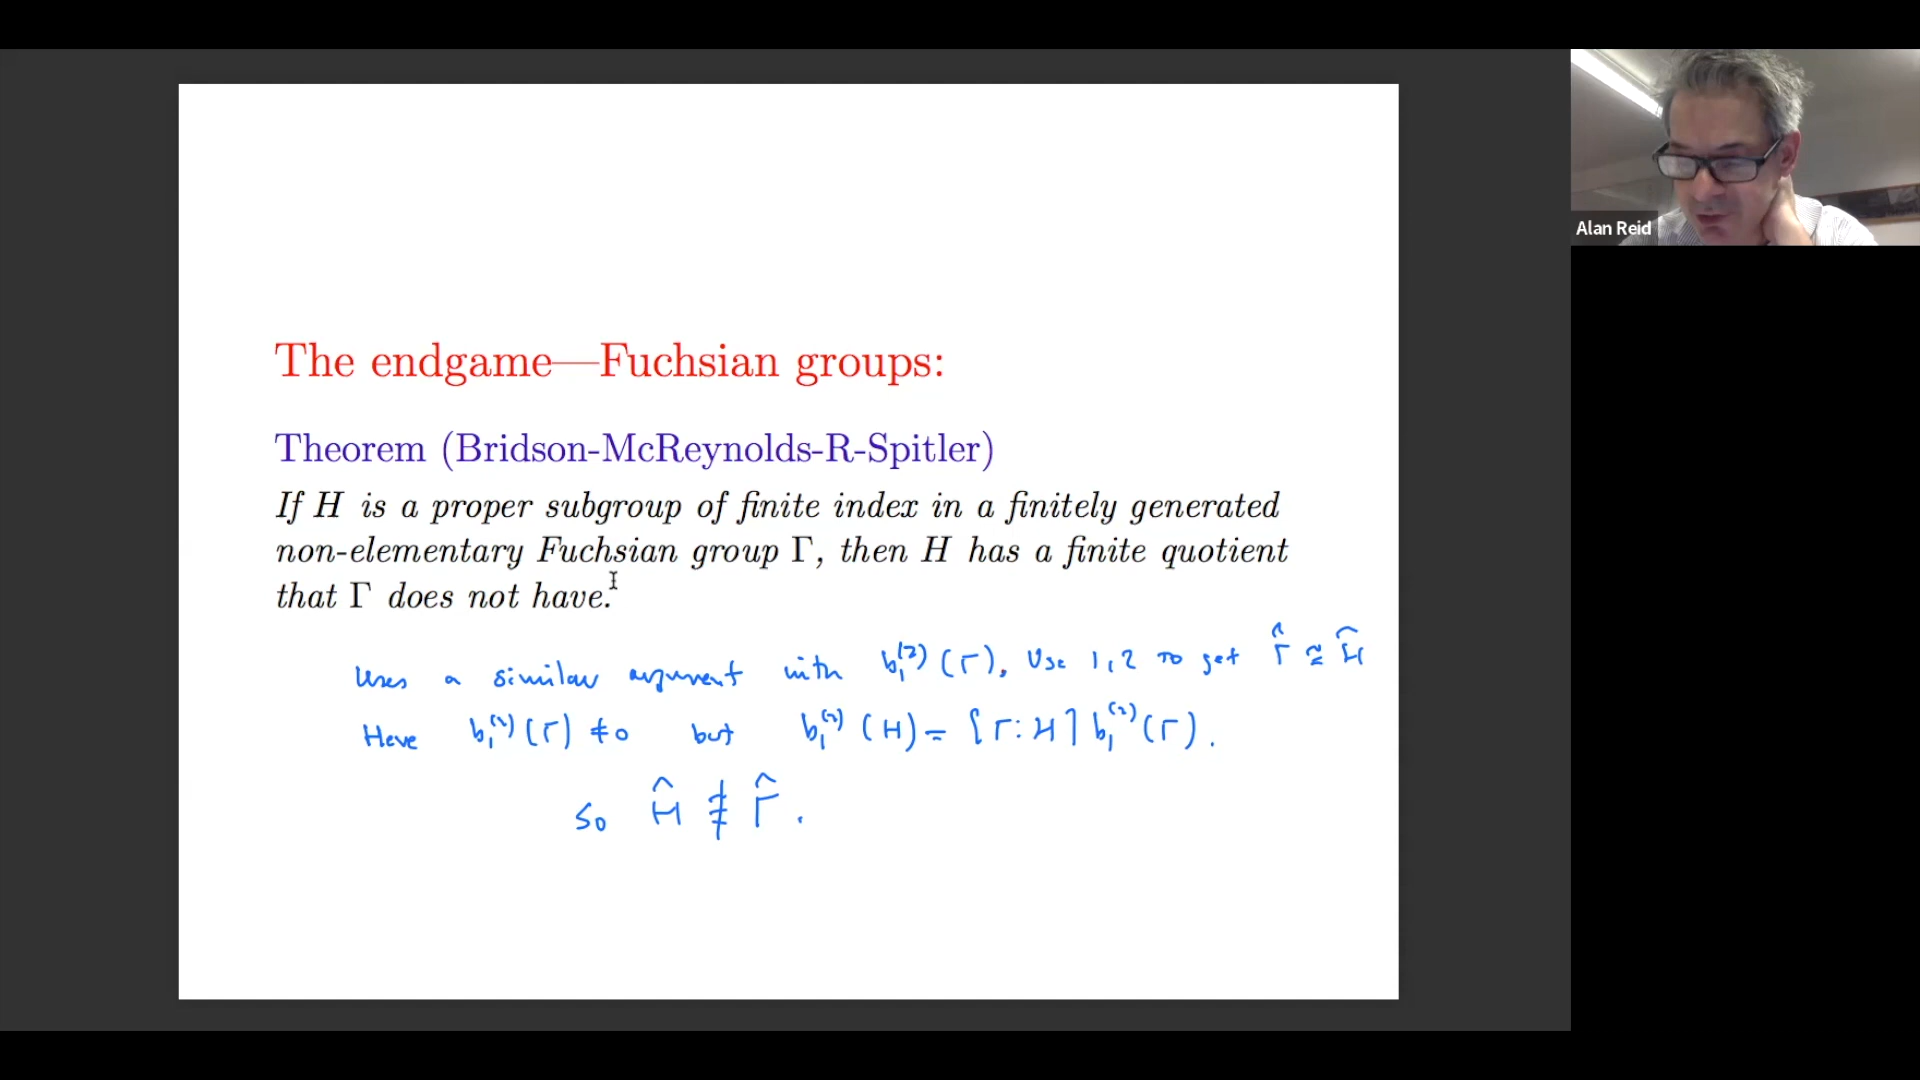 The endgame—Fuchsian groups:
Theorem (Bridson-McReynolds-R-Spitler)
If H is a proper subgroup of finite index in a finitely generated
non-elementary Fuchsian group Γ, then H has a finite quotient
that Γ does not have.
Uses a similar argument with b₁⁽²⁾(Γ). Use 1,2 to get Γ̂ ≅ Ĥ
Have b₁⁽²⁾(Γ) ≠ 0 but b₁⁽²⁾(H) = [Γ:H] b₁⁽²⁾(Γ).
So Ĥ ≇ Γ̂.
Alan Reid